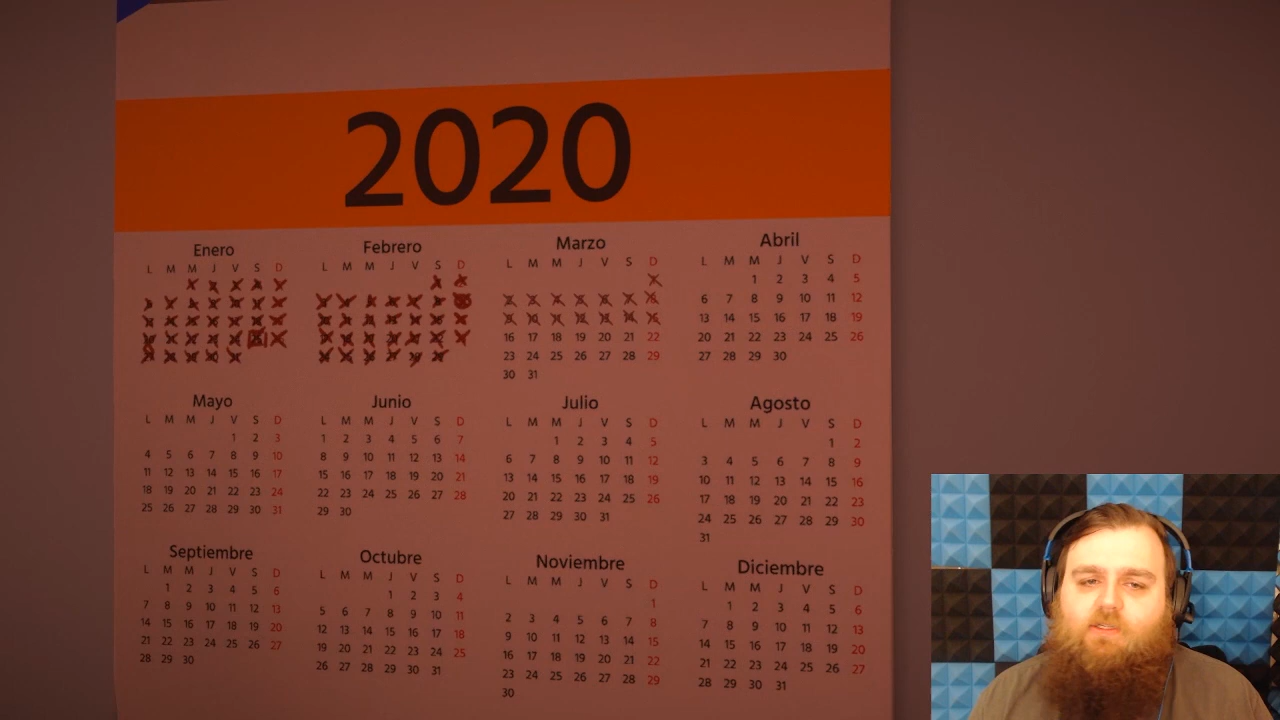 2020
Enero
L M M J V S D
Febrero
L M M J V S D
Marzo
L M M J V S D
16 17 18 19 20 21 22
23 24 25 26 27 28 29
30 31
Abril
L M M J V S D
1 2 3 4 5
6 7 8 9 10 11 12
13 14 15 16 17 18 19
20 21 22 23 24 25 26
27 28 29 30
Mayo
L M M J V S D
1 2 3
4 5 6 7 8 9 10
11 12 13 14 15 16 17
18 19 20 21 22 23 24
25 26 27 28 29 30 31
Junio
L M M J V S D
1 2 3 4 5 6 7
8 9 10 11 12 13 14
15 16 17 18 19 20 21
22 23 24 25 26 27 28
29 30
Julio
L M M J V S D
1 2 3 4 5
6 7 8 9 10 11 12
13 14 15 16 17 18 19
20 21 22 23 24 25 26
27 28 29 30 31
Agosto
L M M J V S D
1 2
3 4 5 6 7 8 9
10 11 12 13 14 15 16
17 18 19 20 21 22 23
24 25 26 27 28 29 30
31
Septiembre
L M M J V S D
1 2 3 4 5 6
7 8 9 10 11 12 13
14 15 16 17 18 19 20
21 22 23 24 25 26 27
28 29 30
Octubre
L M M J V S D
1 2 3 4
5 6 7 8 9 10 11
12 13 14 15 16 17 18
19 20 21 22 23 24 25
26 27 28 29 30 31
Noviembre
L M M J V S D
1
2 3 4 5 6 7 8
9 10 11 12 13 14 15
16 17 18 19 20 21 22
23 24 25 26 27 28 29
30
Diciembre
L M M J V S D
1 2 3 4 5 6
7 8 9 10 11 12 13
14 15 16 17 18 19 20
21 22 23 24 25 26 27
28 29 30 31